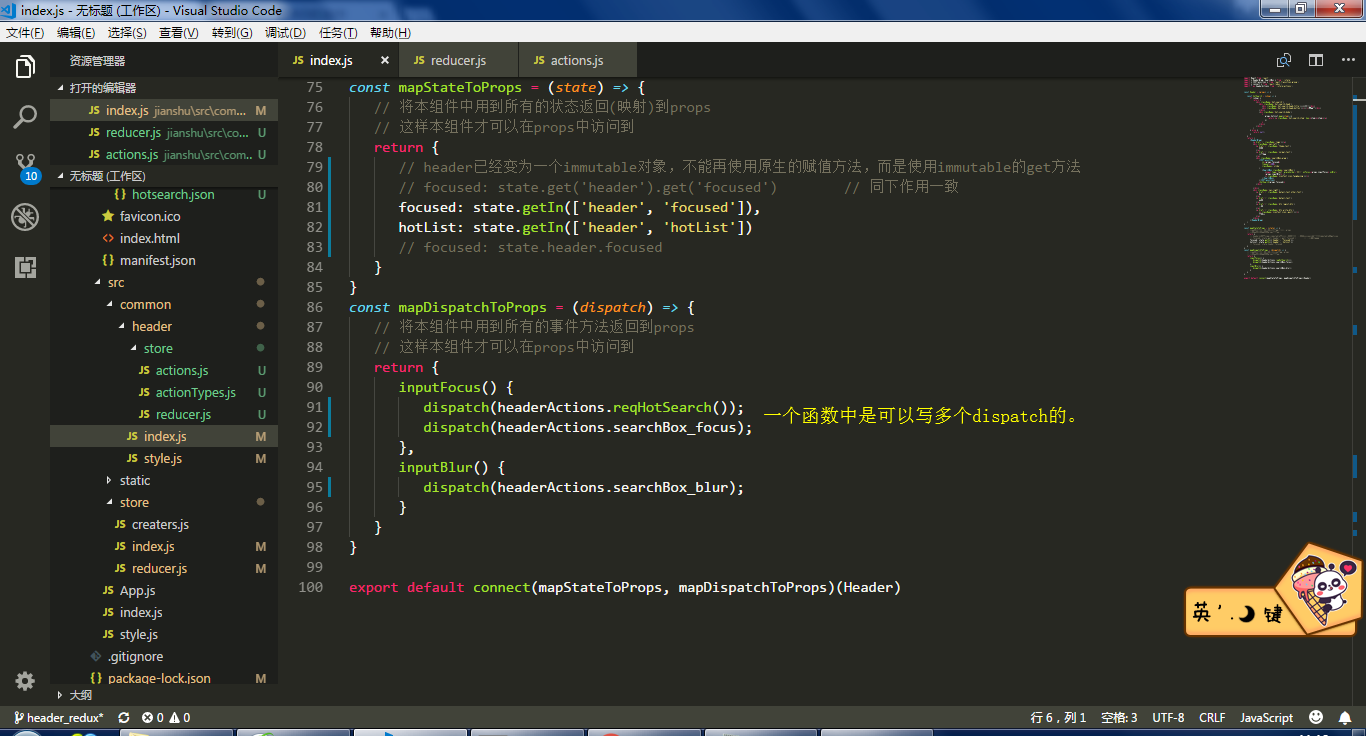 index.js - 无标题 (工作区) - Visual Studio Code
文件(F) 编辑(E) 选择(S) 查看(V) 转到(G) 调试(D) 任务(T) 帮助(H)
资源管理器
打开的编辑器
JS index.js jianshu\src\com... M
JS reducer.js jianshu\src\co... U
JS actions.js jianshu\src\com.. U
10
无标题 (工作区)
{} hotsearch.json U
favicon.ico
<> index.html
{} manifest.json
src
common
header
store
JS actions.js U
JS actionTypes.js U
JS reducer.js U
JS index.js M
JS style.js M
static
store
JS creaters.js
JS index.js M
JS reducer.js M
JS App.js
JS index.js
JS style.js
.gitignore
{} package-lock.json M
大纲
JS index.js × JS reducer.js JS actions.js
75 const mapStateToProps = (state) => {
76 // 将本组件中用到所有的状态返回(映射)到props
77 // 这样本组件才可以在props中访问到
78 return {
79 // header已经变为一个immutable对象，不能再使用原生的赋值方法，而是使用immutable的get方法
80 // focused: state.get('header').get('focused') // 同下作用一致
81 focused: state.getIn(['header', 'focused']),
82 hotList: state.getIn(['header', 'hotList'])
83 // focused: state.header.focused
84 }
85 }
86 const mapDispatchToProps = (dispatch) => {
87 // 将本组件中用到所有的事件方法返回到props
88 // 这样本组件才可以在props中访问到
89 return {
90 inputFocus() {
91 dispatch(headerActions.reqHotSearch());
92 dispatch(headerActions.searchBox_focus);
一个函数中是可以写多个dispatch的。
93 },
94 inputBlur() {
95 dispatch(headerActions.searchBox_blur);
96 }
97 }
98 }
99
100 export default connect(mapStateToProps, mapDispatchToProps)(Header)
英 '. 键
header_redux* 0 0 行 6，列 1 空格: 3 UTF-8 CRLF JavaScript